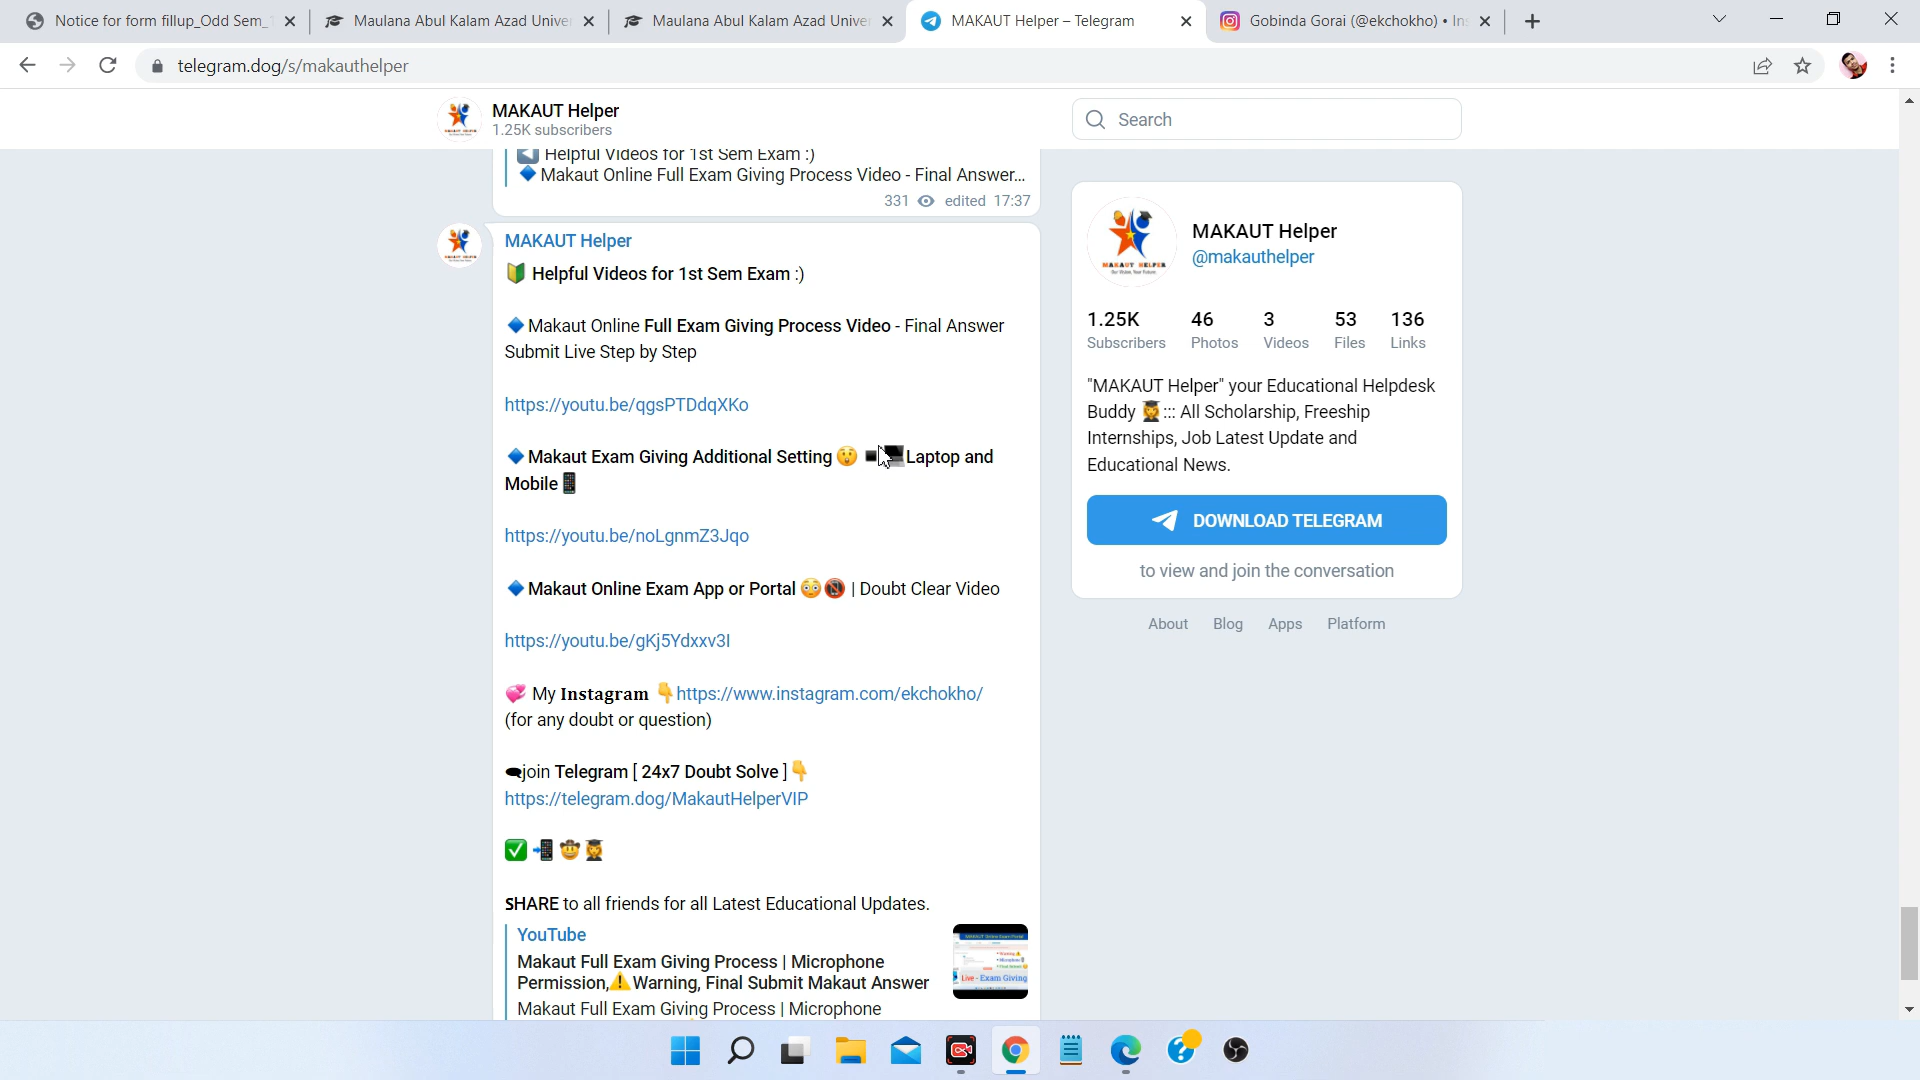 Notice for form fillup_Odd Sem_
Maulana Abul Kalam Azad Unive
Maulana Abul Kalam Azad Unive
MAKAUT Helper – Telegram
Gobinda Gorai (@ekchokho) • In
telegram.dog/s/makauthelper
MAKAUT Helper
1.25K subscribers
Search
Helpful Videos for 1st Sem Exam :)
🔷 Makaut Online Full Exam Giving Process Video - Final Answer...
331 edited 17:37
MAKAUT Helper
🔰 Helpful Videos for 1st Sem Exam :)
🔷 Makaut Online Full Exam Giving Process Video - Final Answer
Submit Live Step by Step
https://youtu.be/qgsPTDdqXKo
🔷 Makaut Exam Giving Additional Setting 😲 Laptop and
Mobile📱
https://youtu.be/noLgnmZ3Jqo
🔷 Makaut Online Exam App or Portal 😳📵 | Doubt Clear Video
https://youtu.be/gKj5Ydxxv3I
💞 My Instagram 👇https://www.instagram.com/ekchokho/
(for any doubt or question)
🗨join Telegram [ 24x7 Doubt Solve ]👇
https://telegram.dog/MakautHelperVIP
✅ 📲 🤠 👩‍🎓
SHARE to all friends for all Latest Educational Updates.
YouTube
Makaut Full Exam Giving Process | Microphone
Permission,⚠Warning, Final Submit Makaut Answer
Makaut Full Exam Giving Process | Microphone
MAKAUT HELPER
MAKAUT Helper
@makauthelper
1.25K 46 3 53 136
Subscribers Photos Videos Files Links
"MAKAUT Helper" your Educational Helpdesk
Buddy 👩‍🎓::: All Scholarship, Freeship
Internships, Job Latest Update and
Educational News.
DOWNLOAD TELEGRAM
to view and join the conversation
About Blog Apps Platform